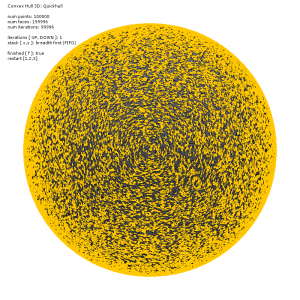 Convex Hull 3D: Quickhull
num points: 100000
num faces: 199996
num iterations: 99996
iterations [ UP, DOWN ]: 1
stack [ x,y,z ]: breadth first (FIFO)
finished [ f ]: true
restart [1,2,3]